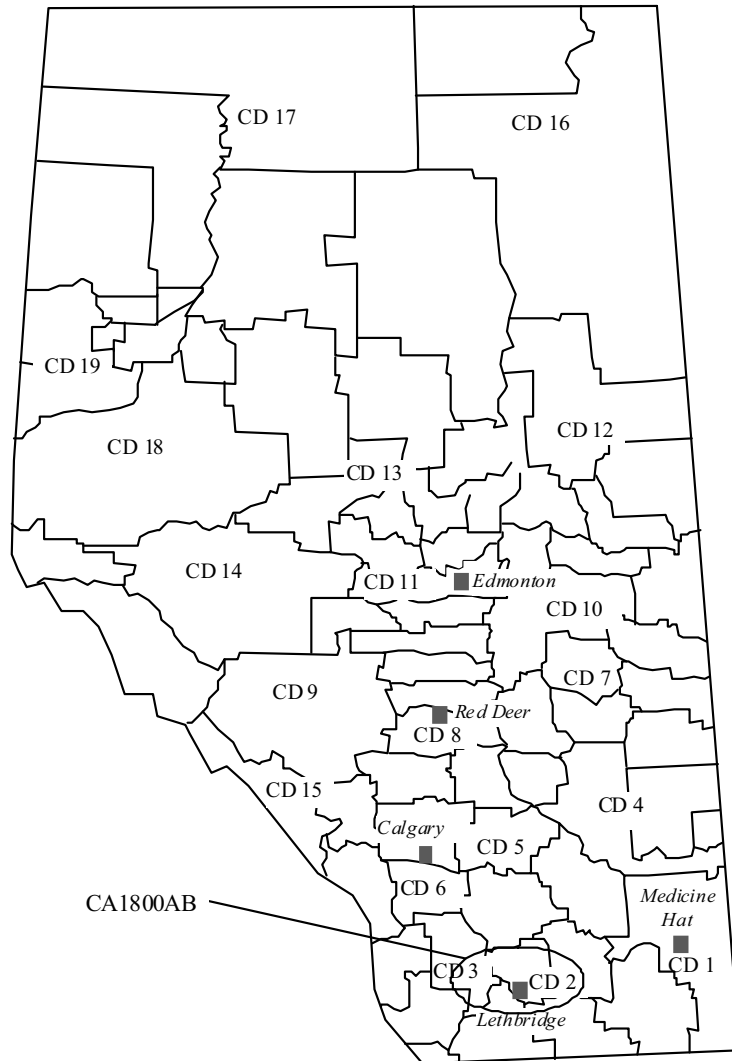 CD 17
CD 16
CD 19
CD 12
CD 18
CD 13
CD 14
CD 11
Edmonton
CD 10
CD 7
CD 9
Red Deer
CD 8
CD 15
CD 4
Calgary
CD 5
CD 6
Medicine
Hat
CA1800AB
CD 3
CD 2
CD 1
Lethbridge